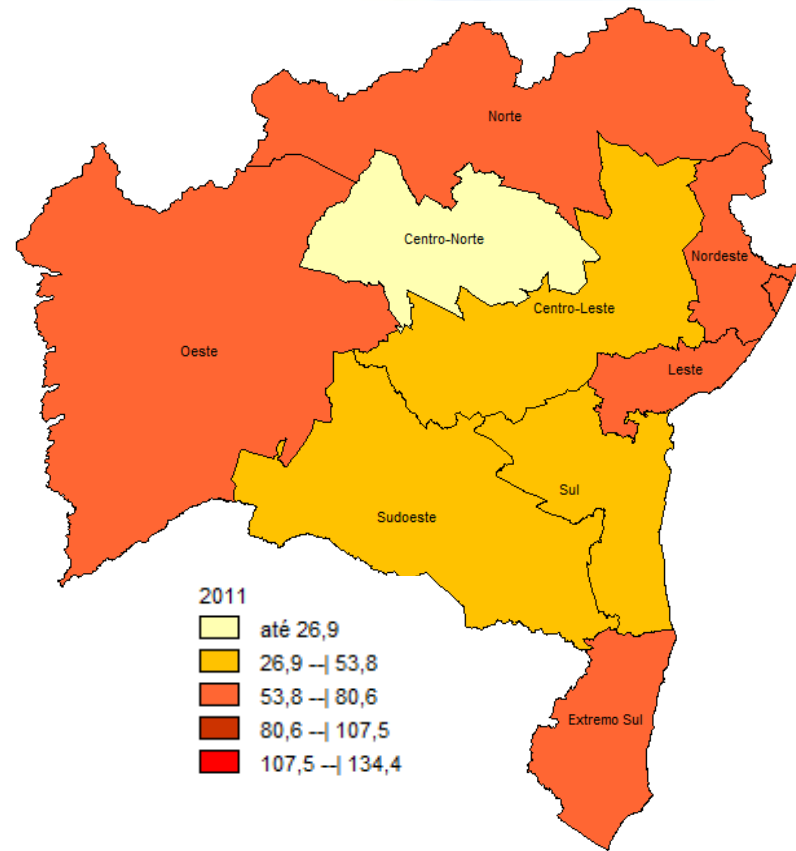 Norte
Centro-Norte
Nordeste
Centro-Leste
Oeste
Leste
Sul
Sudoeste
2011
até 26,9
26,9 --| 53,8
53,8 --| 80,6
80,6 --| 107,5
107,5 --| 134,4
Extremo Sul